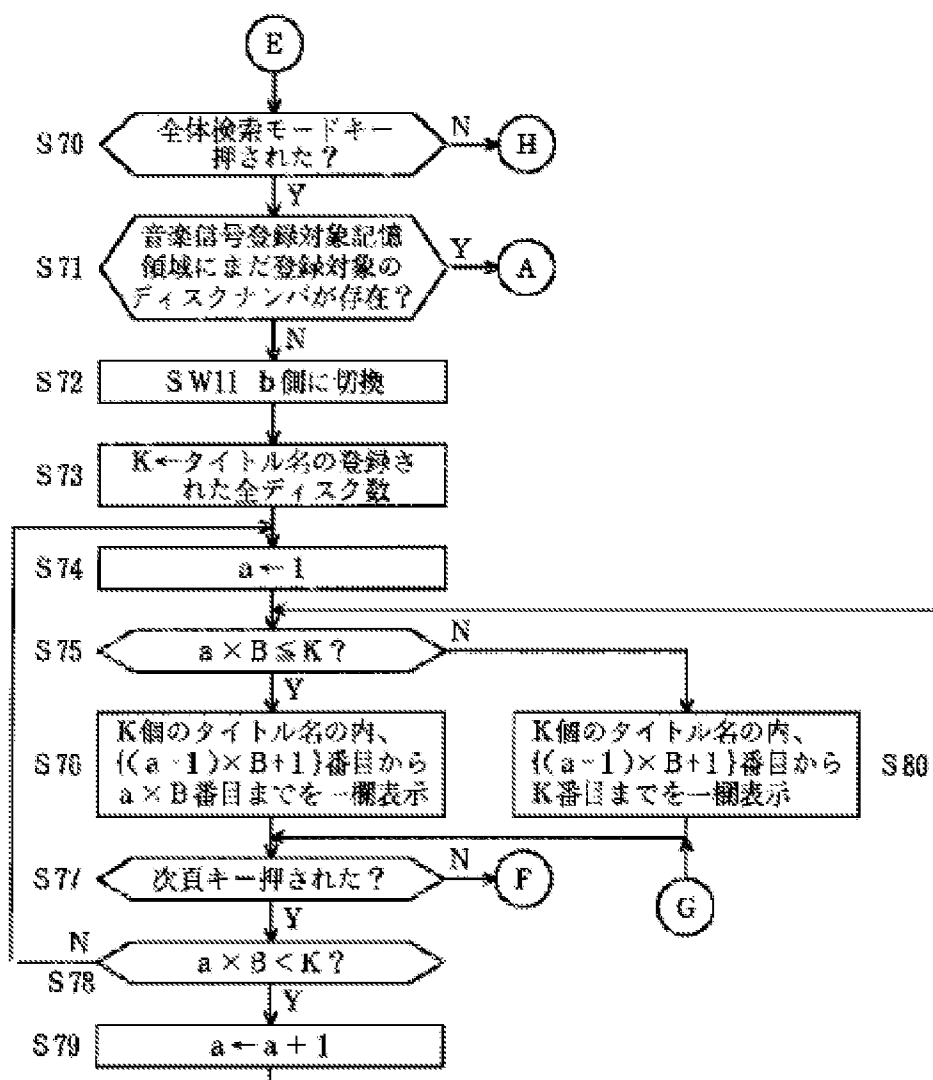 E
S70
全体検索モードキー
押された?
N
H
Y
S71
音楽信号登録対象記憶
領域にまだ登録対象の
ディスクナンバが存在?
Y
A
N
S72
SW11 b側に切換
S73
K←タイトル名の登録さ
れた全ディスク数
S74
a←1
S75
a×B≦K?
N
Y
S76
K個のタイトル名の内、
{(a-1)×B+1}番目から
a×B番目までを一欄表示
K個のタイトル名の内、
{(a-1)×B+1}番目から
K番目までを一欄表示
S80
S77
次頁キー押された?
N
F
G
Y
N
S78
a×B<K?
Y
S79
a←a+1